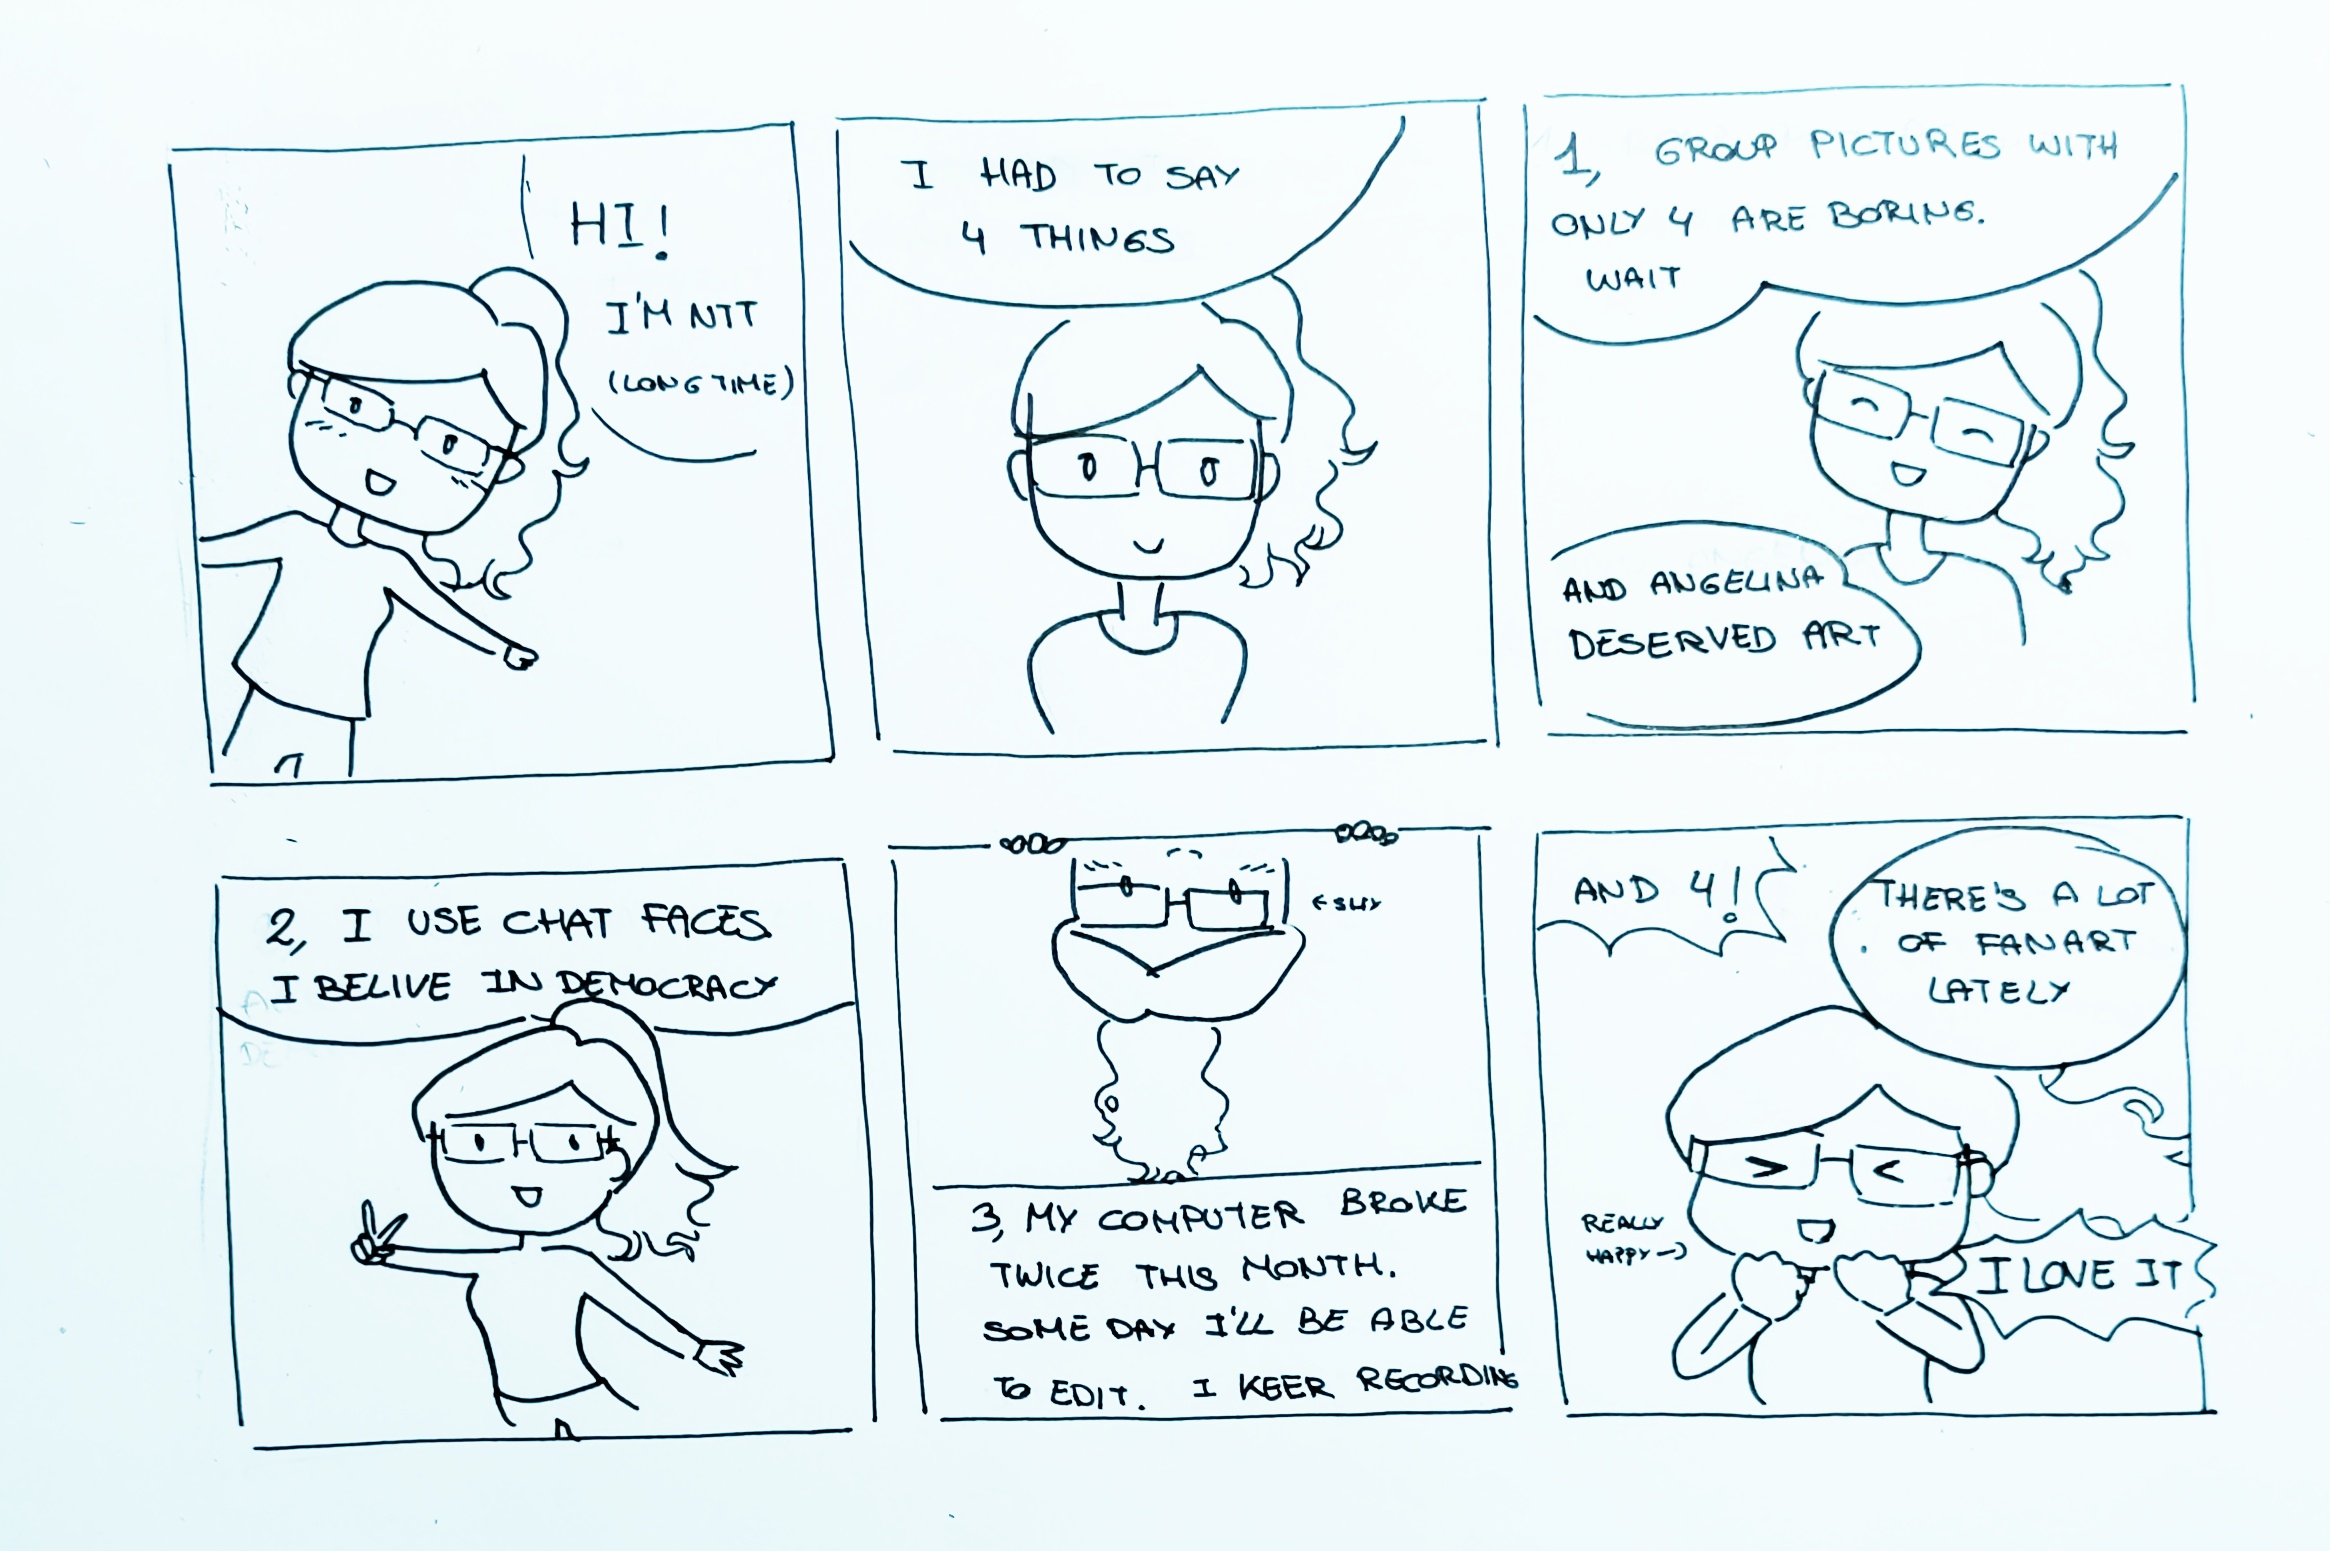 HI!
I'M NTT
(LONG TIME)
I HAD TO SAY
4 THINGS
1, GROUP PICTURES WITH
ONLY 4 ARE BORING.
WAIT
AND ANGELINA
DESERVED ART
2, I USE CHAT FACES
I BELIVE IN DEMOCRACY
← SHY
3, MY COMPUTER BROKE
TWICE THIS MONTH.
SOME DAY I'LL BE ABLE
TO EDIT. I KEER RECORDING
AND 4!
THERE'S A LOT
OF FANART
LATELY
REALLY
HAPPY →
I LOVE IT